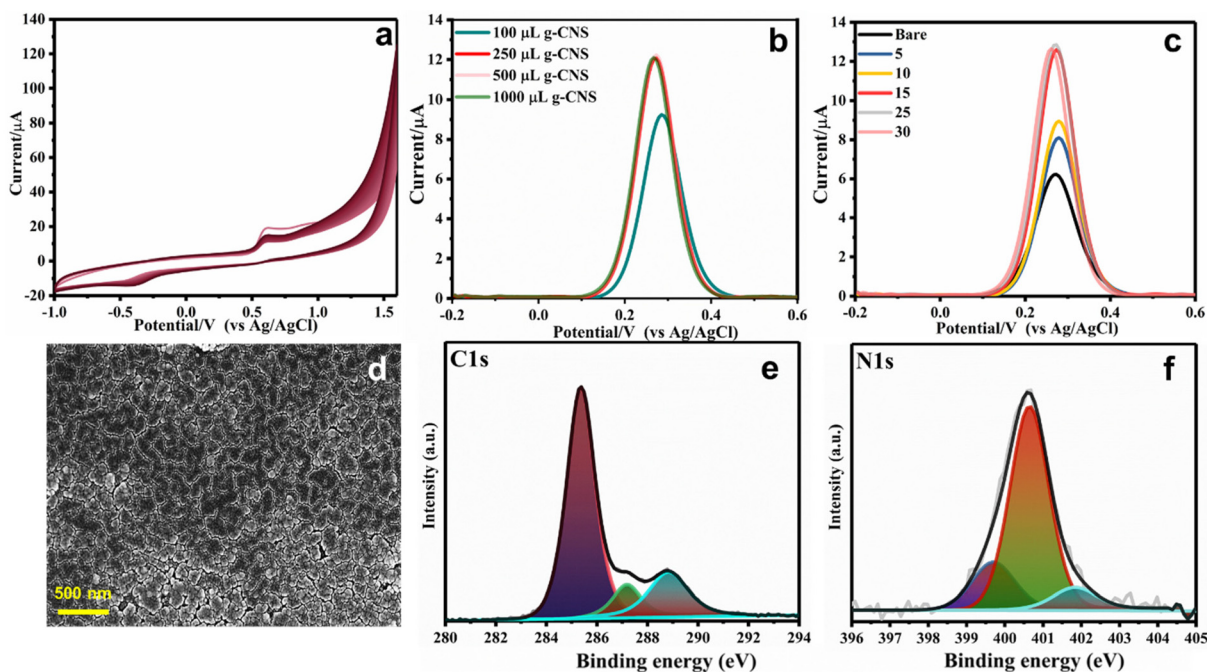 a
140
120
100
80
60
40
20
0
-20
Current/μA
-1.0 -0.5 0.0 0.5 1.0 1.5
Potential/V (vs Ag/AgCl)
b
14
12
10
8
6
4
2
0
Current/μA
100 μL g-CNS
250 μL g-CNS
500 μL g-CNS
1000 μL g-CNS
-0.2 0.0 0.2 0.4 0.6
Potential/V (vs Ag/AgCl)
c
14
12
10
8
6
4
2
0
Current/μA
Bare
5
10
15
25
30
-0.2 0.0 0.2 0.4 0.6
Potential/V (vs Ag/AgCl)
d
500 nm
C1s
e
Intensity (a.u.)
280 282 284 286 288 290 292 294
Binding energy (eV)
N1s
f
Intensity (a.u.)
396 397 398 399 400 401 402 403 404 405
Binding energy (eV)